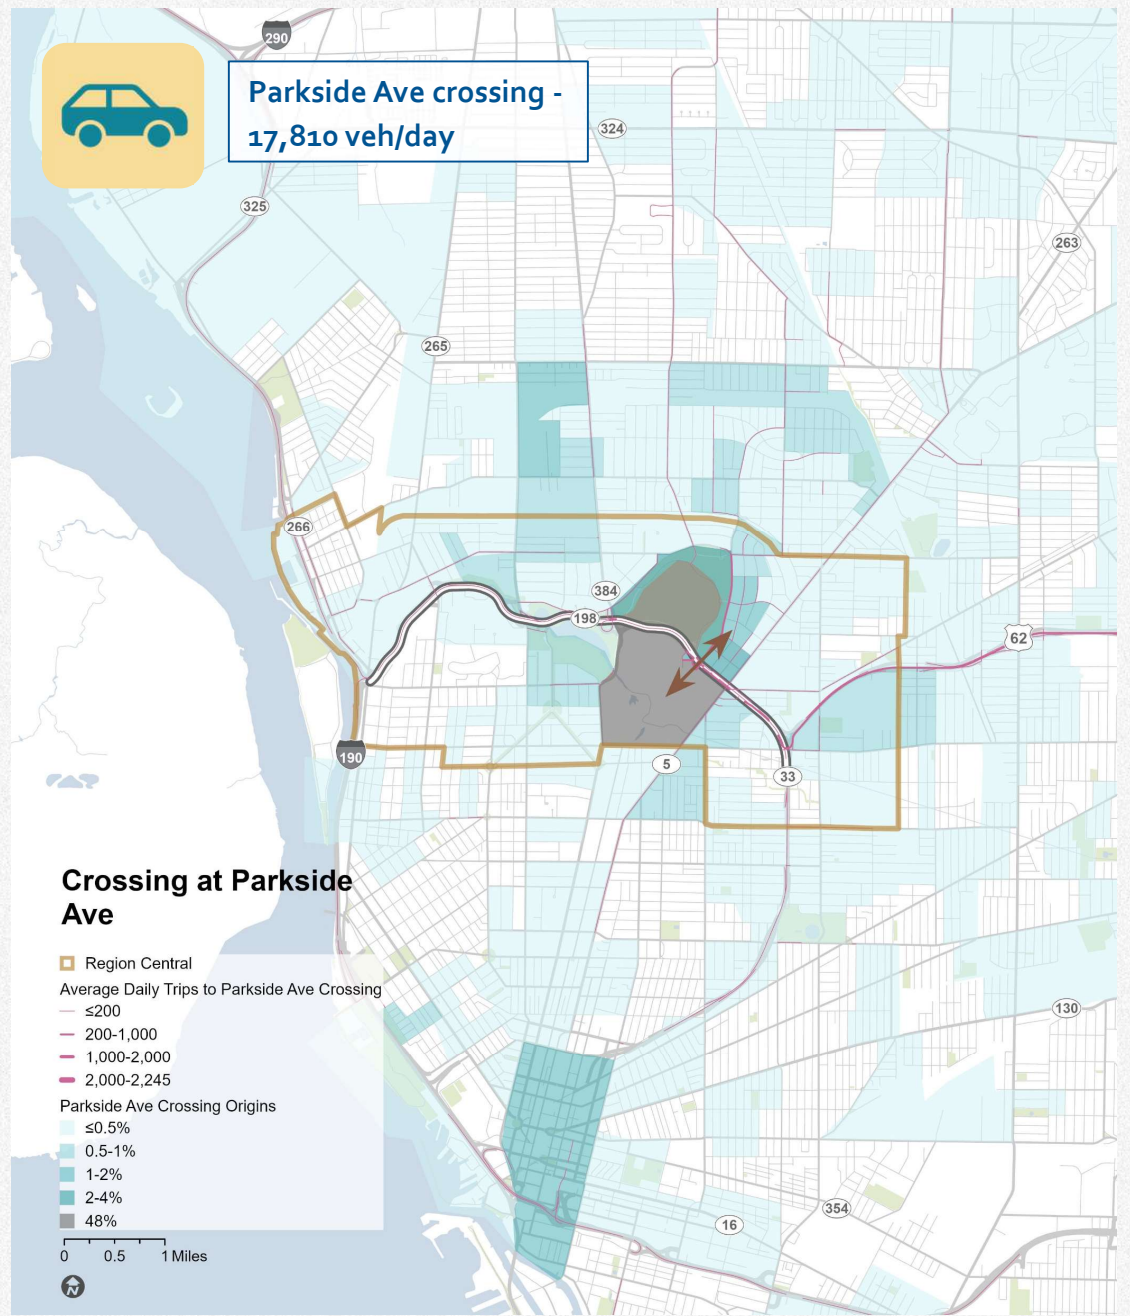 290
Parkside Ave crossing -
17,810 veh/day
324
325
263
265
266
384
198
62
190
5
33
Crossing at Parkside
Ave
Region Central
Average Daily Trips to Parkside Ave Crossing
≤200
200-1,000
1,000-2,000
2,000-2,245
Parkside Ave Crossing Origins
≤0.5%
0.5-1%
1-2%
2-4%
48%
0 0.5 1 Miles
N
130
354
16